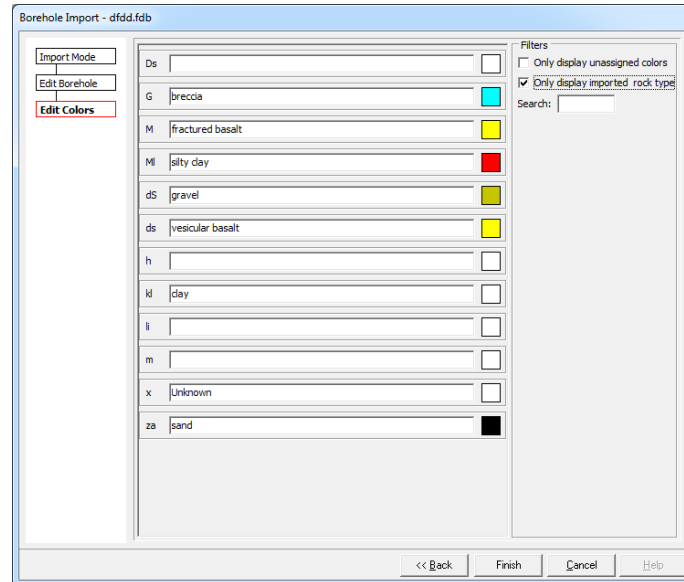 Borehole Import - dfdd.fdb
Import Mode
Edit Borehole
Edit Colors
Ds
G breccia
M fractured basalt
Ml silty clay
dS gravel
ds vesicular basalt
h
kl clay
li
m
x Unknown
za sand
Filters
Only display unassigned colors
Only display imported rock type
Search:
<< Back Finish Cancel Help